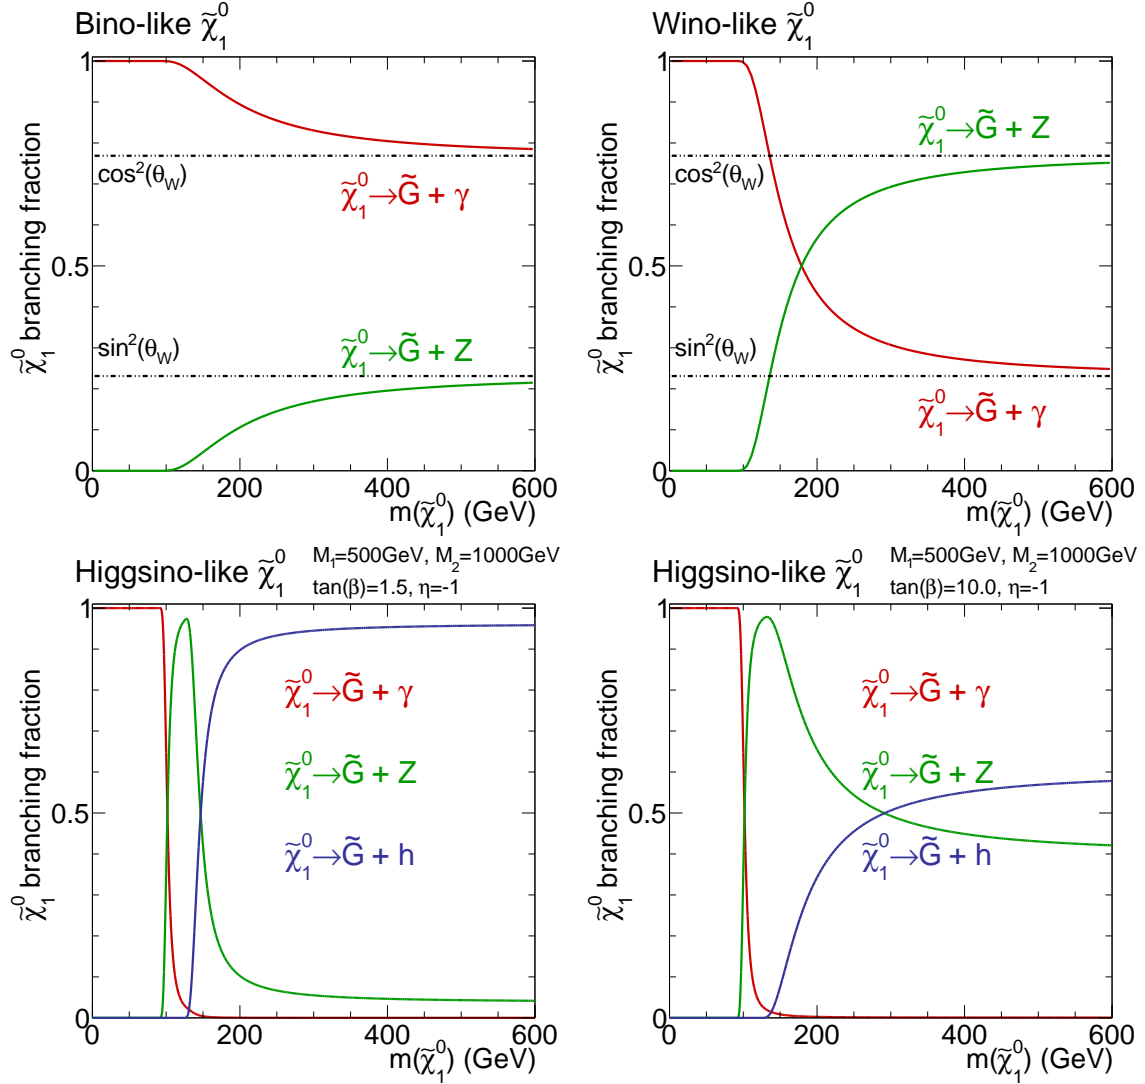 Bino-like χ̃₁⁰
χ̃₁⁰ branching fraction
1
0.5
0
cos²(θ_W)
χ̃₁⁰→G̃ + γ
sin²(θ_W)
χ̃₁⁰→G̃ + Z
0 200 400 600
m(χ̃₁⁰) (GeV)
Wino-like χ̃₁⁰
χ̃₁⁰ branching fraction
1
0.5
0
χ̃₁⁰→G̃ + Z
cos²(θ_W)
sin²(θ_W)
χ̃₁⁰→G̃ + γ
0 200 400 600
m(χ̃₁⁰) (GeV)
Higgsino-like χ̃₁⁰
M₁=500GeV, M₂=1000GeV
tan(β)=1.5, η=-1
χ̃₁⁰ branching fraction
1
0.5
0
χ̃₁⁰→G̃ + γ
χ̃₁⁰→G̃ + Z
χ̃₁⁰→G̃ + h
0 200 400 600
m(χ̃₁⁰) (GeV)
Higgsino-like χ̃₁⁰
M₁=500GeV, M₂=1000GeV
tan(β)=10.0, η=-1
χ̃₁⁰ branching fraction
1
0.5
0
χ̃₁⁰→G̃ + γ
χ̃₁⁰→G̃ + Z
χ̃₁⁰→G̃ + h
0 200 400 600
m(χ̃₁⁰) (GeV)